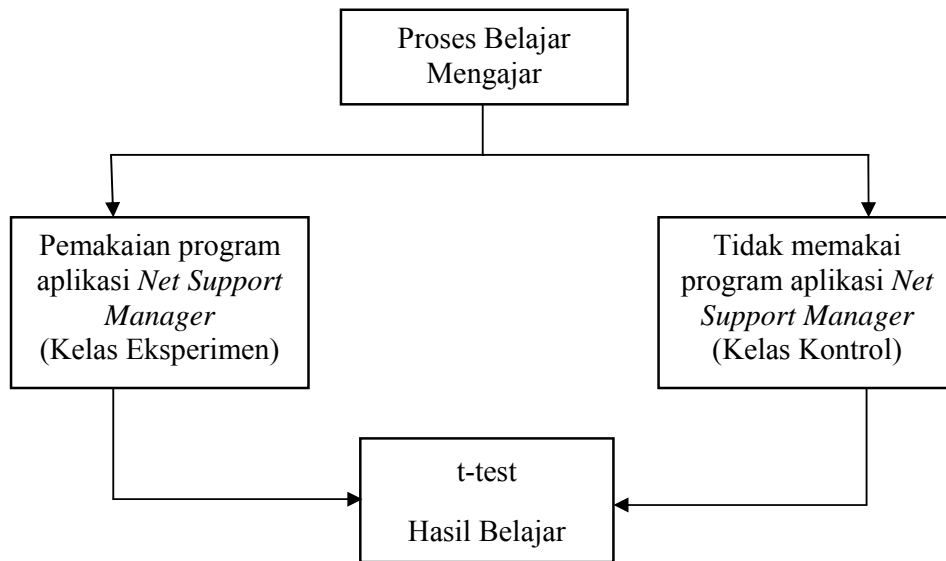 Proses Belajar
Mengajar
Pemakaian program
aplikasi Net Support
Manager
(Kelas Eksperimen)
Tidak memakai
program aplikasi Net
Support Manager
(Kelas Kontrol)
t-test
Hasil Belajar